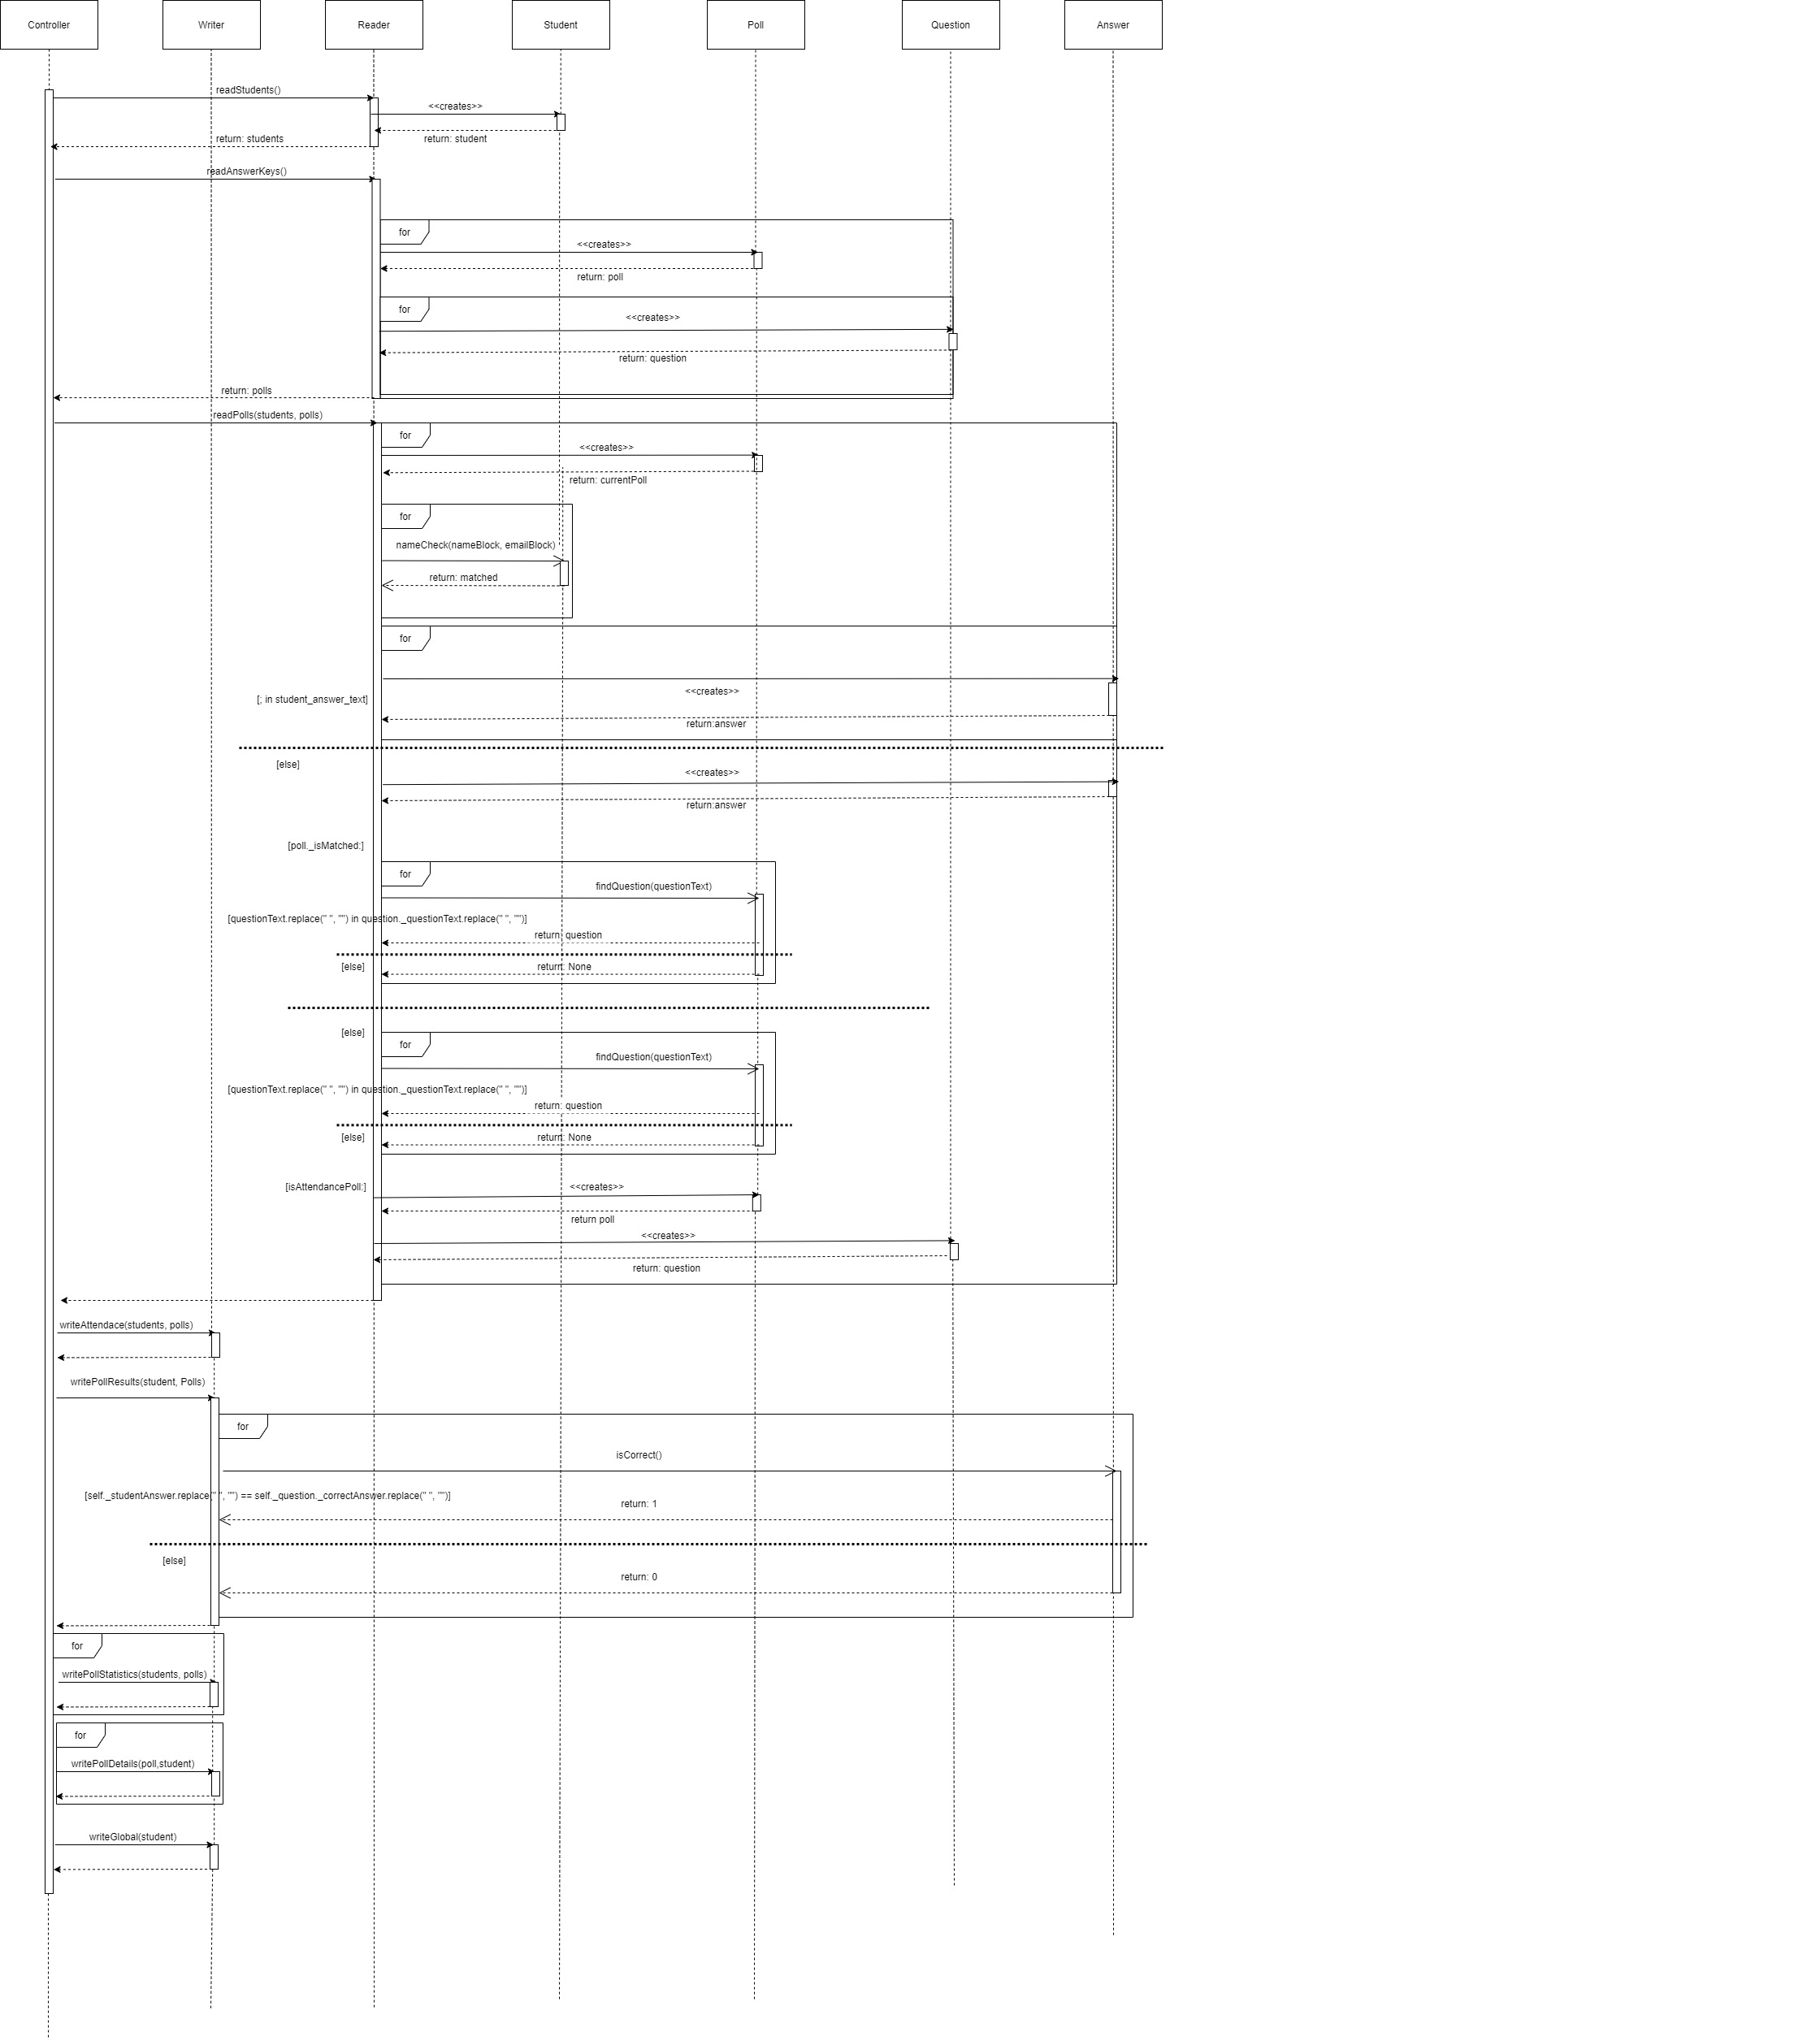 Controller
Writer
Reader
Student
Poll
Question
Answer
readStudents()
<<creates>>
return: students
return: student
readAnswerKeys()
for
<<creates>>
return: poll
for
<<creates>>
return: question
return: polls
readPolls(students, polls)
for
<<creates>>
return: currentPoll
for
nameCheck(nameBlock, emailBlock)
return: matched
for
<<creates>>
[; in student_answer_text]
return:answer
[else]
<<creates>>
return:answer
[poll._isMatched:]
for
findQuestion(questionText)
[questionText.replace(" ", "") in question._questionText.replace(" ", "")]
return: question
[else]
return: None
[else]
for
findQuestion(questionText)
[questionText.replace(" ", "") in question._questionText.replace(" ", "")]
return: question
[else]
return: None
[isAttendancePoll:]
<<creates>>
return poll
<<creates>>
return: question
writeAttendace(students, polls)
writePollResults(student, Polls)
for
isCorrect()
[self._studentAnswer.replace(" ", "") == self._question._correctAnswer.replace(" ", "")]
return: 1
[else]
return: 0
for
writePollStatistics(students, polls)
for
writePollDetails(poll,student)
writeGlobal(student)